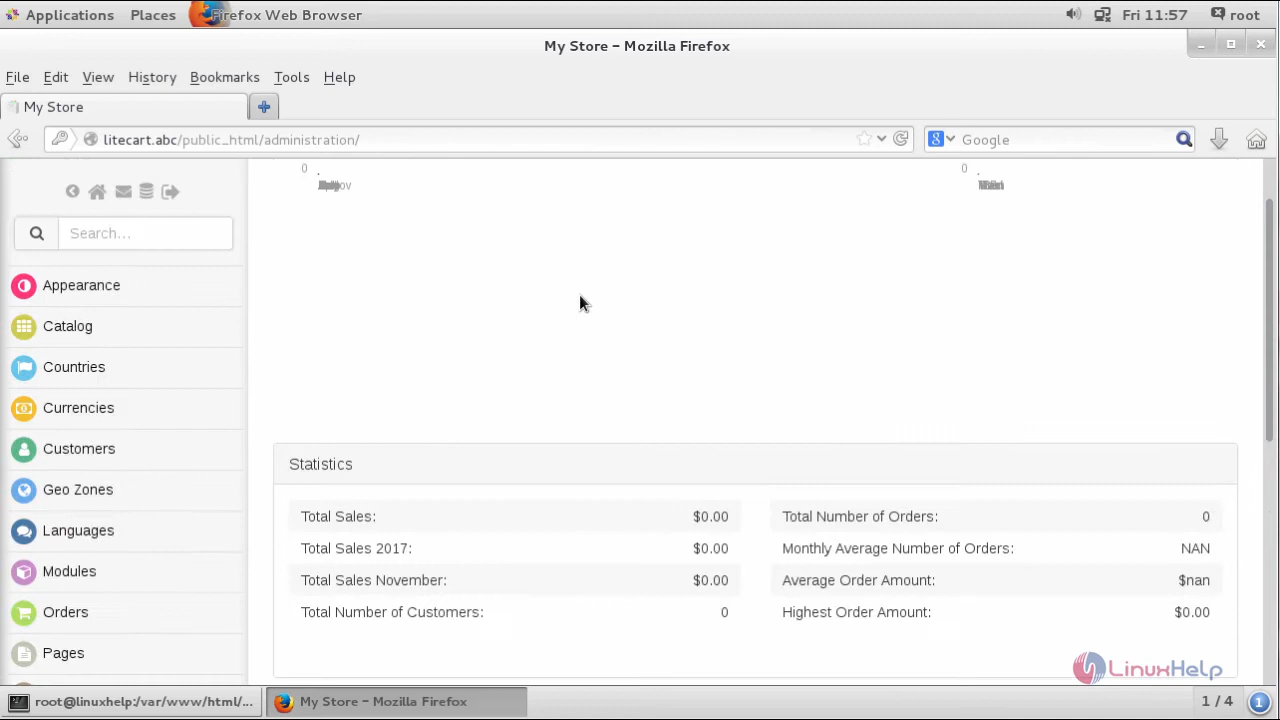 Applications Places Firefox Web Browser Fri 11:57 root
My Store - Mozilla Firefox
File Edit View History Bookmarks Tools Help
My Store
litecart.abc/public_html/administration/ Google
0 0
Search...
Appearance
Catalog
Countries
Currencies
Customers
Geo Zones
Languages
Modules
Orders
Pages
Statistics
Total Sales: $0.00 Total Number of Orders: 0
Total Sales 2017: $0.00 Monthly Average Number of Orders: NAN
Total Sales November: $0.00 Average Order Amount: $nan
Total Number of Customers: 0 Highest Order Amount: $0.00
LinuxHelp
root@linuxhelp:/var/www/html/... My Store - Mozilla Firefox 1 / 4 1